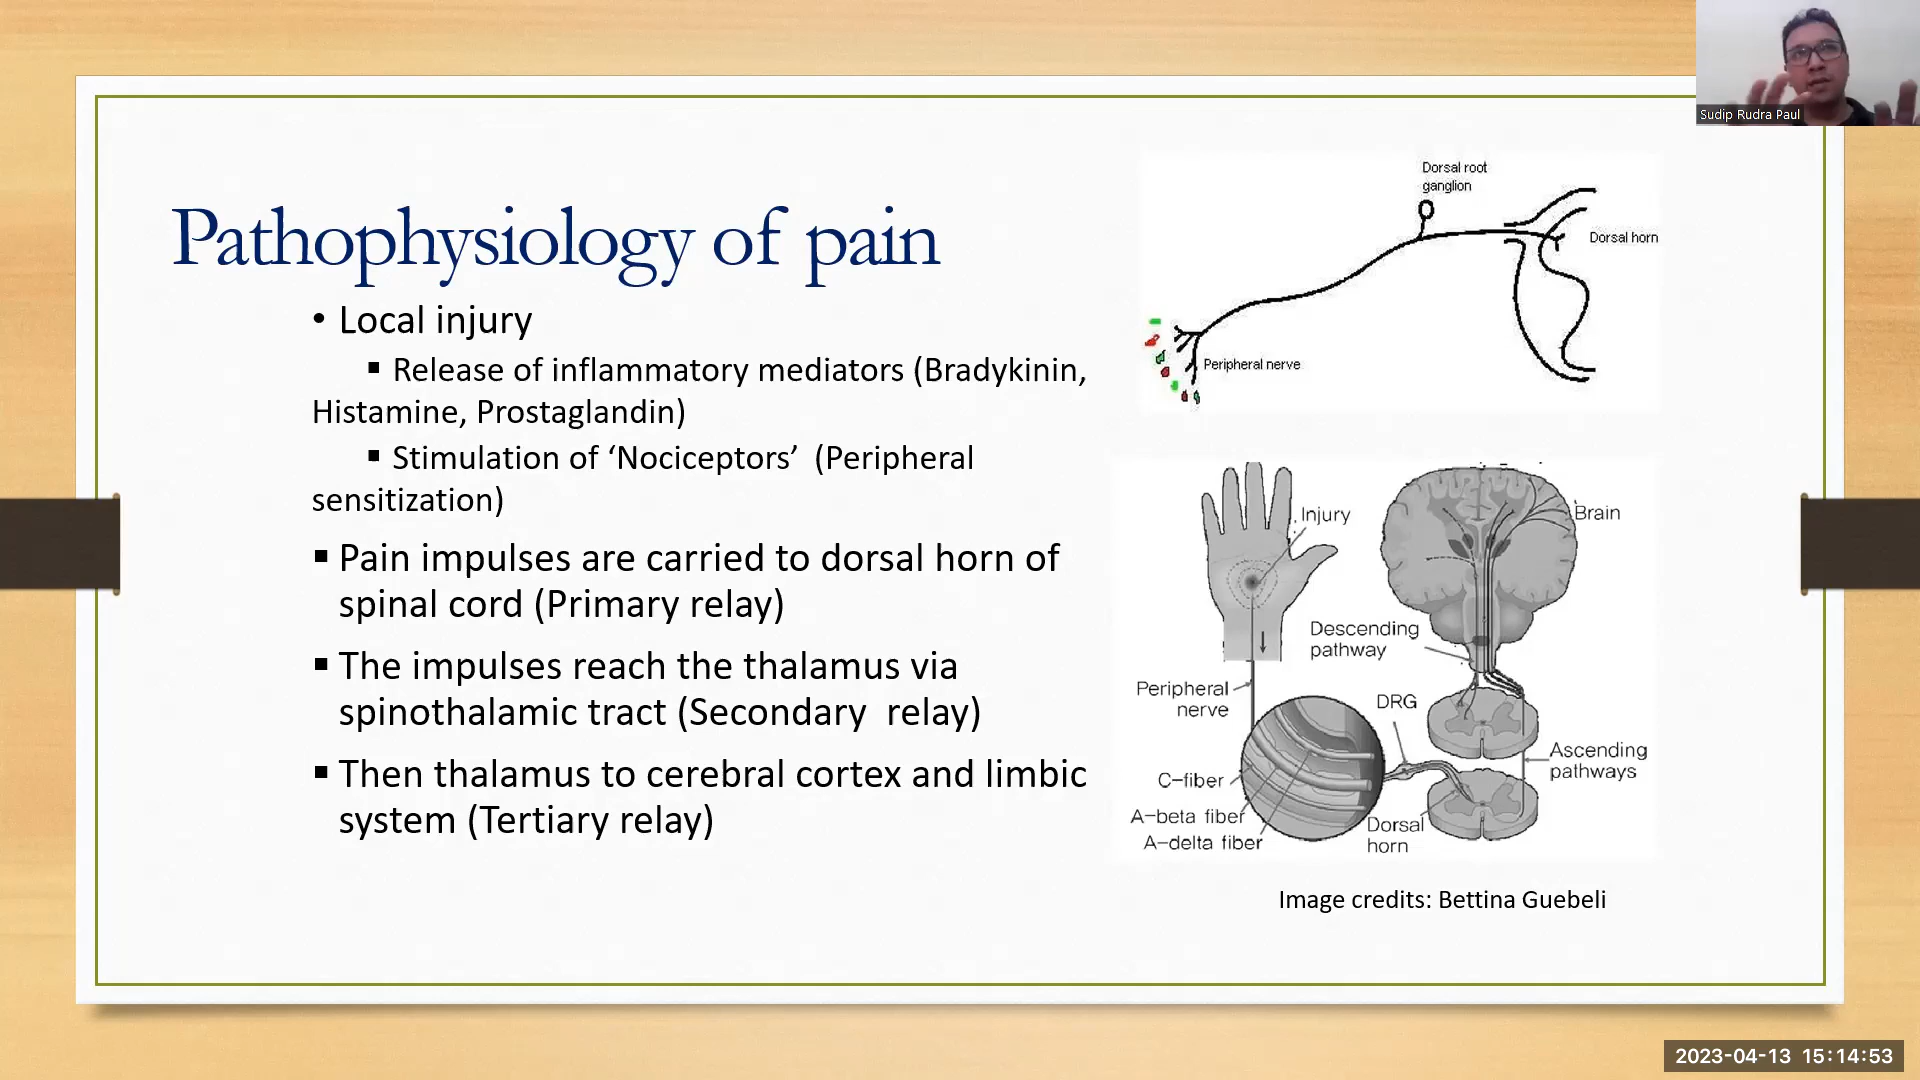 Sudip Rudra Paul
Pathophysiology of pain
• Local injury
▪ Release of inflammatory mediators (Bradykinin,
Histamine, Prostaglandin)
▪ Stimulation of ‘Nociceptors’  (Peripheral
sensitization)
▪ Pain impulses are carried to dorsal horn of
spinal cord (Primary relay)
▪ The impulses reach the thalamus via
spinothalamic tract (Secondary  relay)
▪ Then thalamus to cerebral cortex and limbic
system (Tertiary relay)
Dorsal root
ganglion
Dorsal horn
Peripheral nerve
Injury
Brain
Descending
pathway
Peripheral
nerve
DRG
Ascending
pathways
C-fiber
A-beta fiber
A-delta fiber
Dorsal
horn
Image credits: Bettina Guebeli
2023-04-13 15:14:53